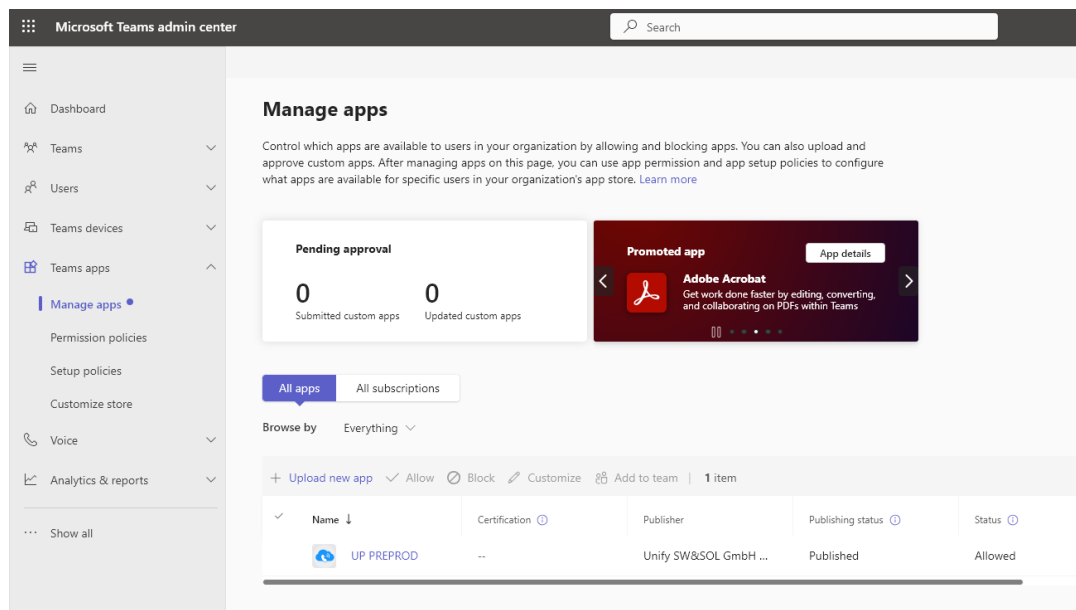 Microsoft Teams admin center
Search
Dashboard
Teams
Users
Teams devices
Teams apps
Manage apps
Permission policies
Setup policies
Customize store
Voice
Analytics & reports
Show all
Manage apps
Control which apps are available to users in your organization by allowing and blocking apps. You can also upload and
approve custom apps. After managing apps on this page, you can use app permission and app setup policies to configure
what apps are available for specific users in your organization's app store. Learn more
Pending approval
0 0
Submitted custom apps Updated custom apps
Promoted app App details
Adobe Acrobat
Get work done faster by editing, converting,
and collaborating on PDFs within Teams
All apps All subscriptions
Browse by Everything
+ Upload new app Allow Block Customize Add to team | 1 item
Name ↓ Certification Publisher Publishing status Status
UP PREPROD -- Unify SW&SOL GmbH ... Published Allowed